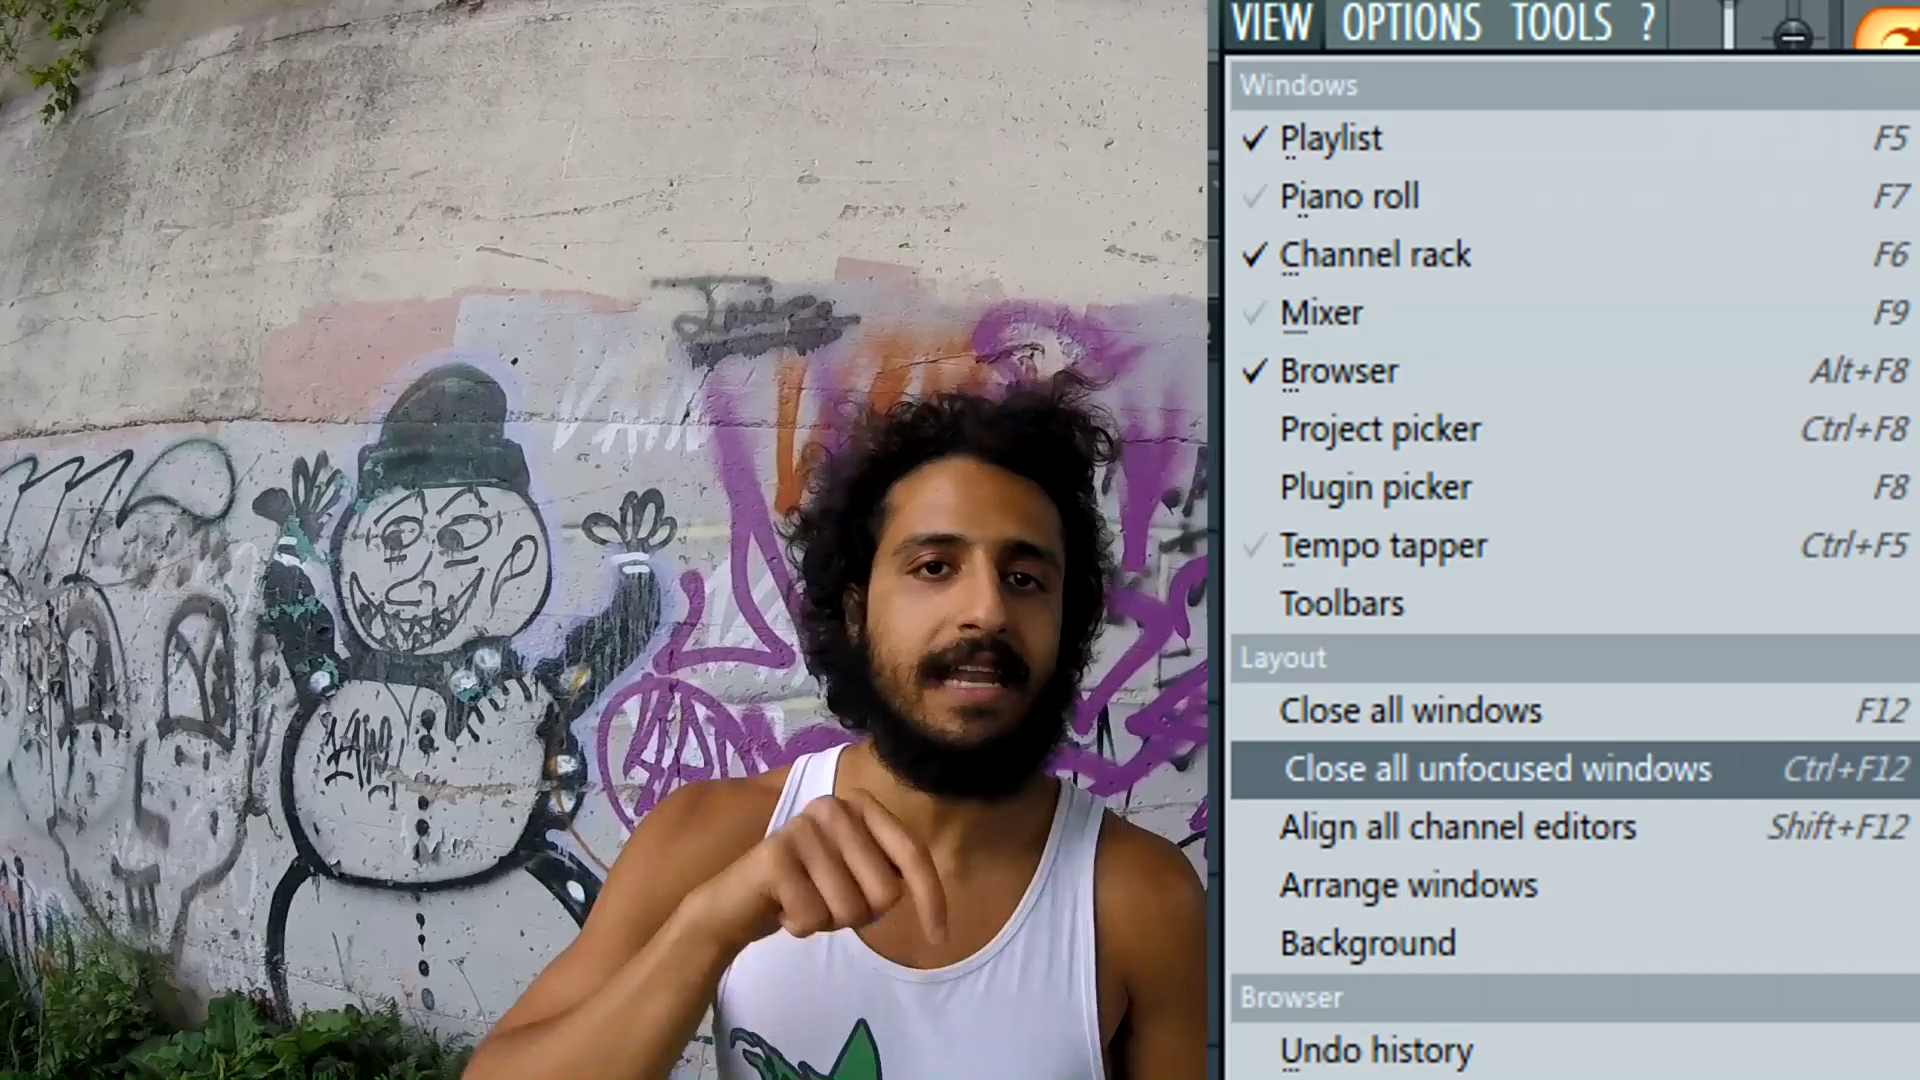 VIEW OPTIONS TOOLS ?
Windows
Playlist F5
Piano roll F7
Channel rack F6
Mixer F9
Browser Alt+F8
Project picker Ctrl+F8
Plugin picker F8
Tempo tapper Ctrl+F5
Toolbars
Layout
Close all windows F12
Close all unfocused windows Ctrl+F12
Align all channel editors Shift+F12
Arrange windows
Background
Browser
Undo history